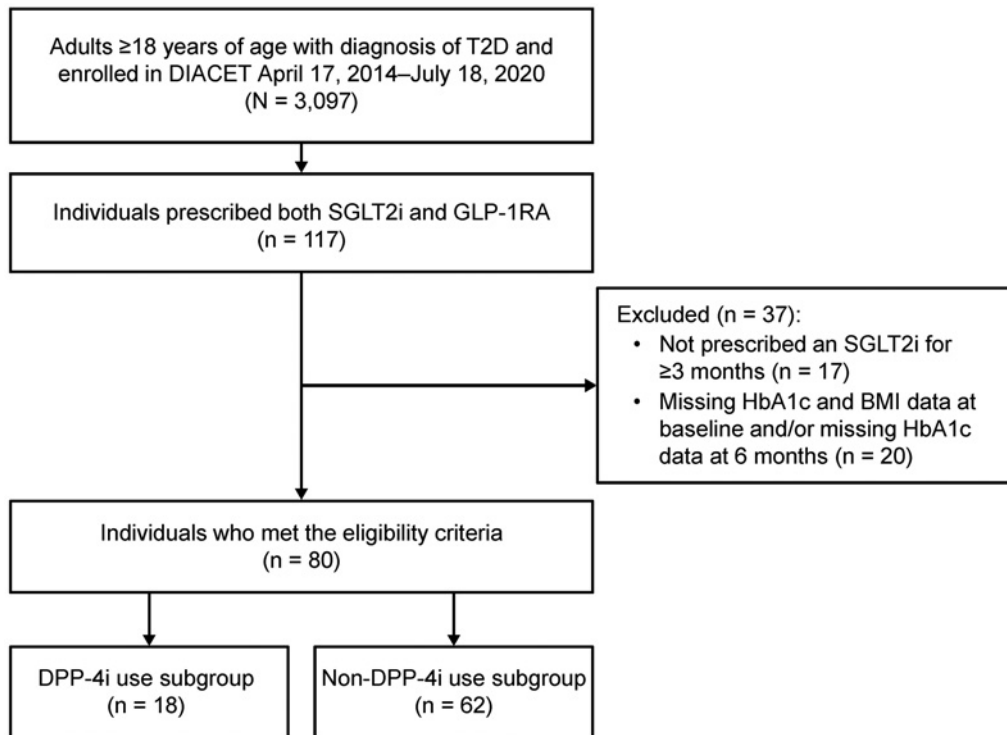 Adults ≥18 years of age with diagnosis of T2D and
enrolled in DIACET April 17, 2014–July 18, 2020
(N = 3,097)
Individuals prescribed both SGLT2i and GLP-1RA
(n = 117)
Excluded (n = 37):
• Not prescribed an SGLT2i for
≥3 months (n = 17)
• Missing HbA1c and BMI data at
baseline and/or missing HbA1c
data at 6 months (n = 20)
Individuals who met the eligibility criteria
(n = 80)
DPP-4i use subgroup
(n = 18)
Non-DPP-4i use subgroup
(n = 62)